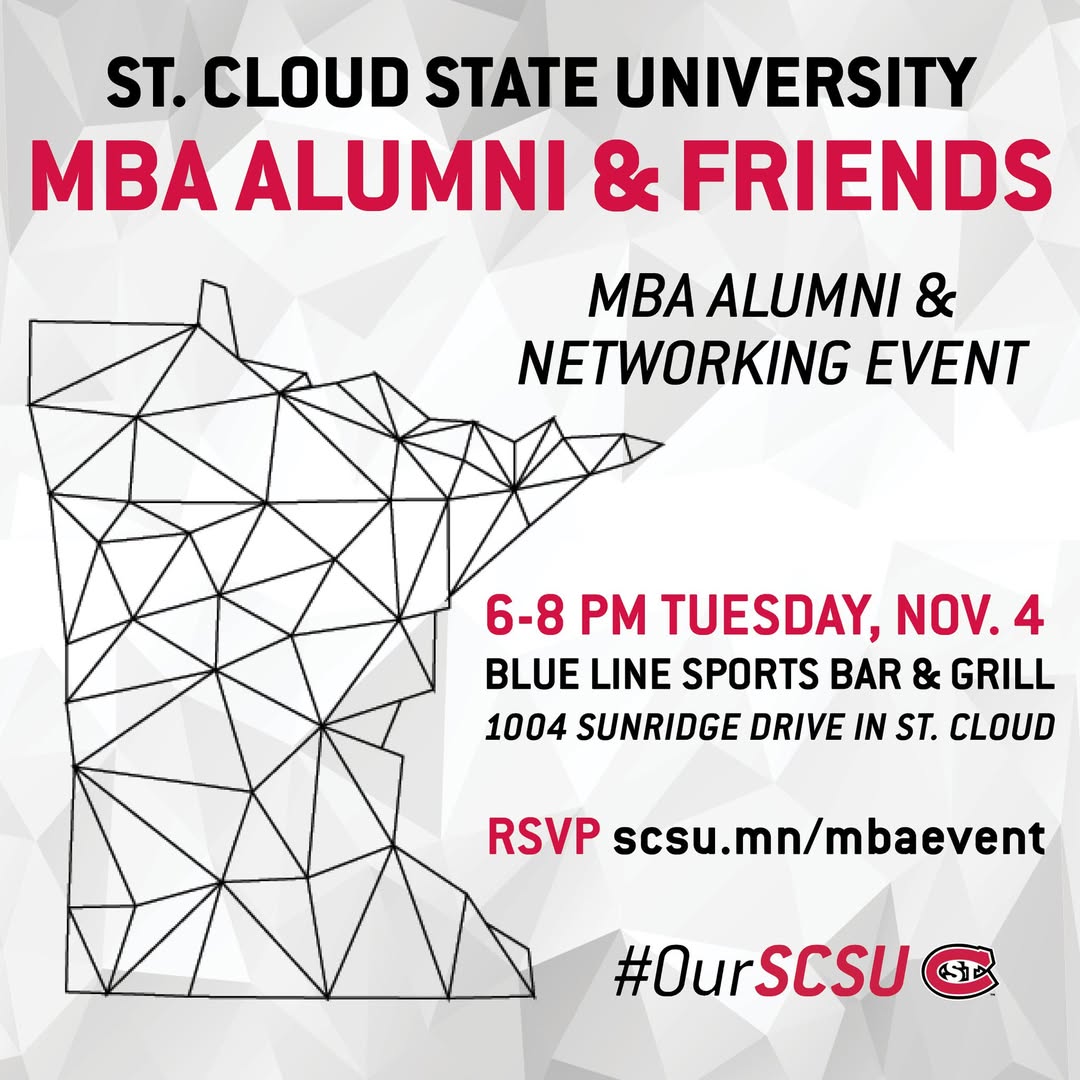 ST. CLOUD STATE UNIVERSITY
MBA ALUMNI & FRIENDS
MBA ALUMNI &
NETWORKING EVENT
6-8 PM TUESDAY, NOV. 4
BLUE LINE SPORTS BAR & GRILL
1004 SUNRIDGE DRIVE IN ST. CLOUD
RSVP scsu.mn/mbaevent
#OurSCSU